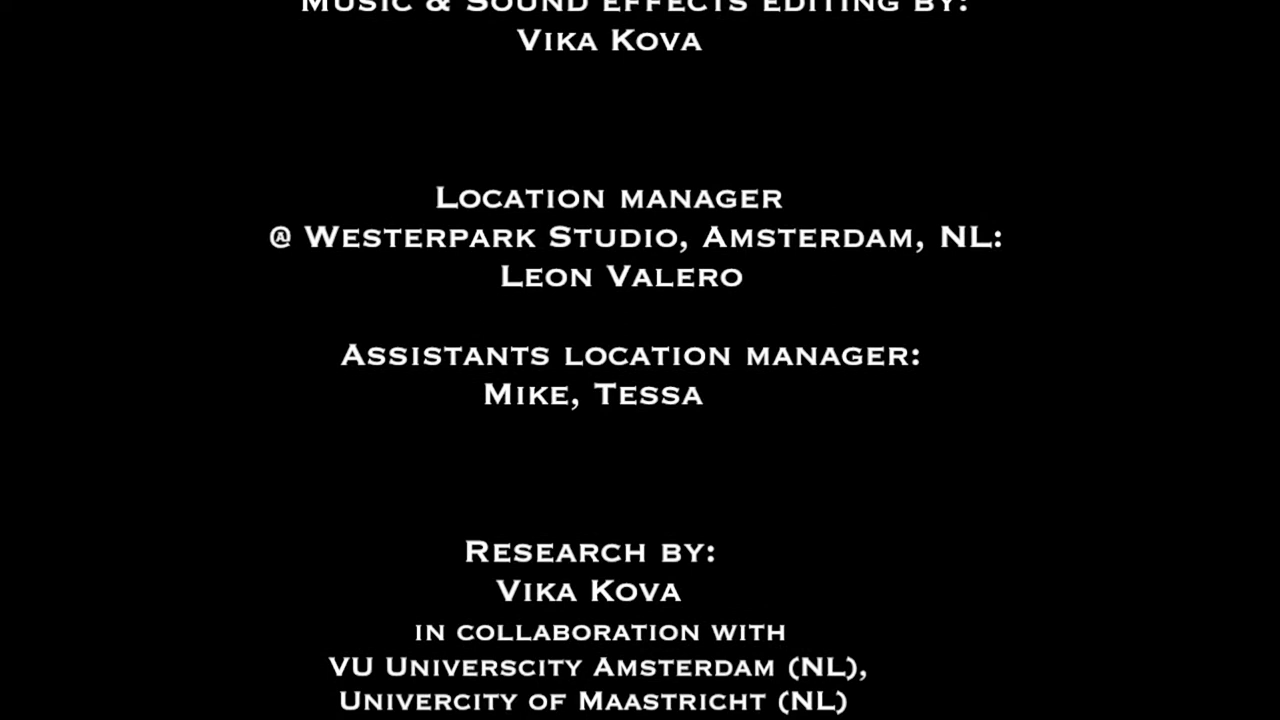 Music & Sound effects editing by:
Vika Kova
Location manager
@ Westerpark Studio, Amsterdam, NL:
Leon Valero
Assistants location manager:
Mike, Tessa
Research by:
Vika Kova
in collaboration with
VU Universcity Amsterdam (NL),
Univercity of Maastricht (NL)